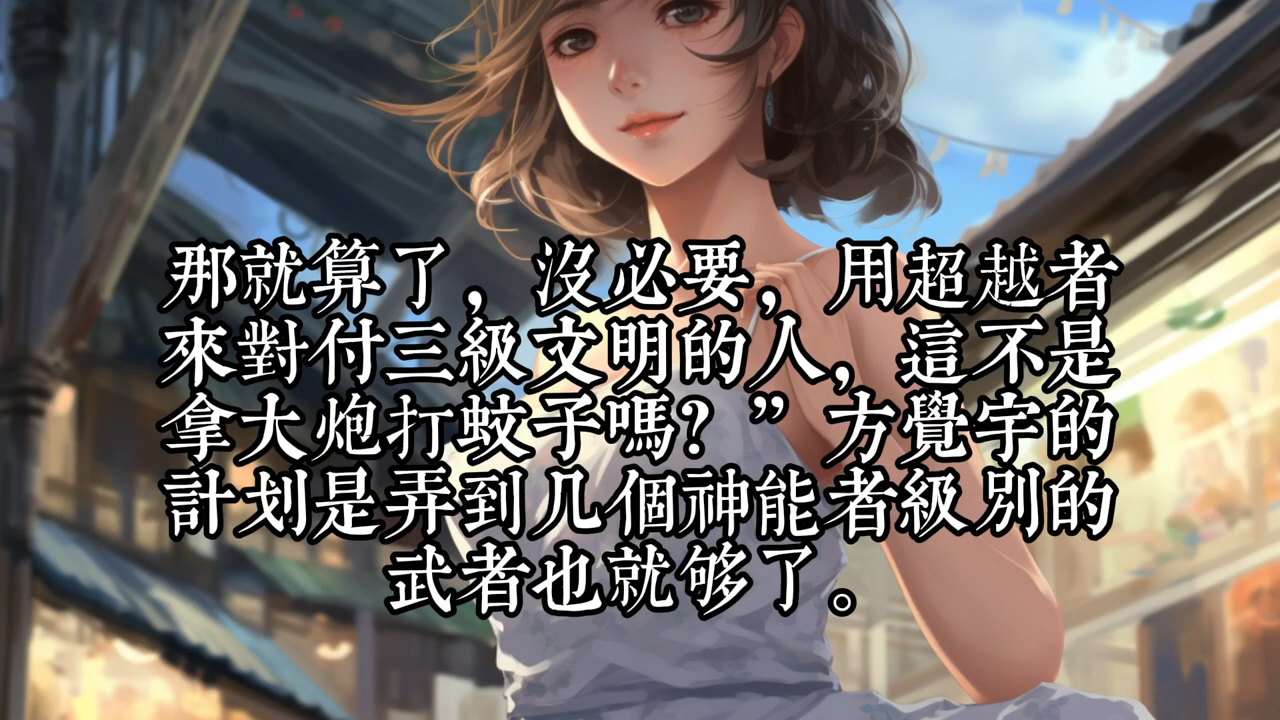 那就算了，沒必要，用超越者
來對付三級文明的人，這不是
拿大炮打蚊子嗎？”方覺宇的
計划是弄到几個神能者級別的
武者也就够了。